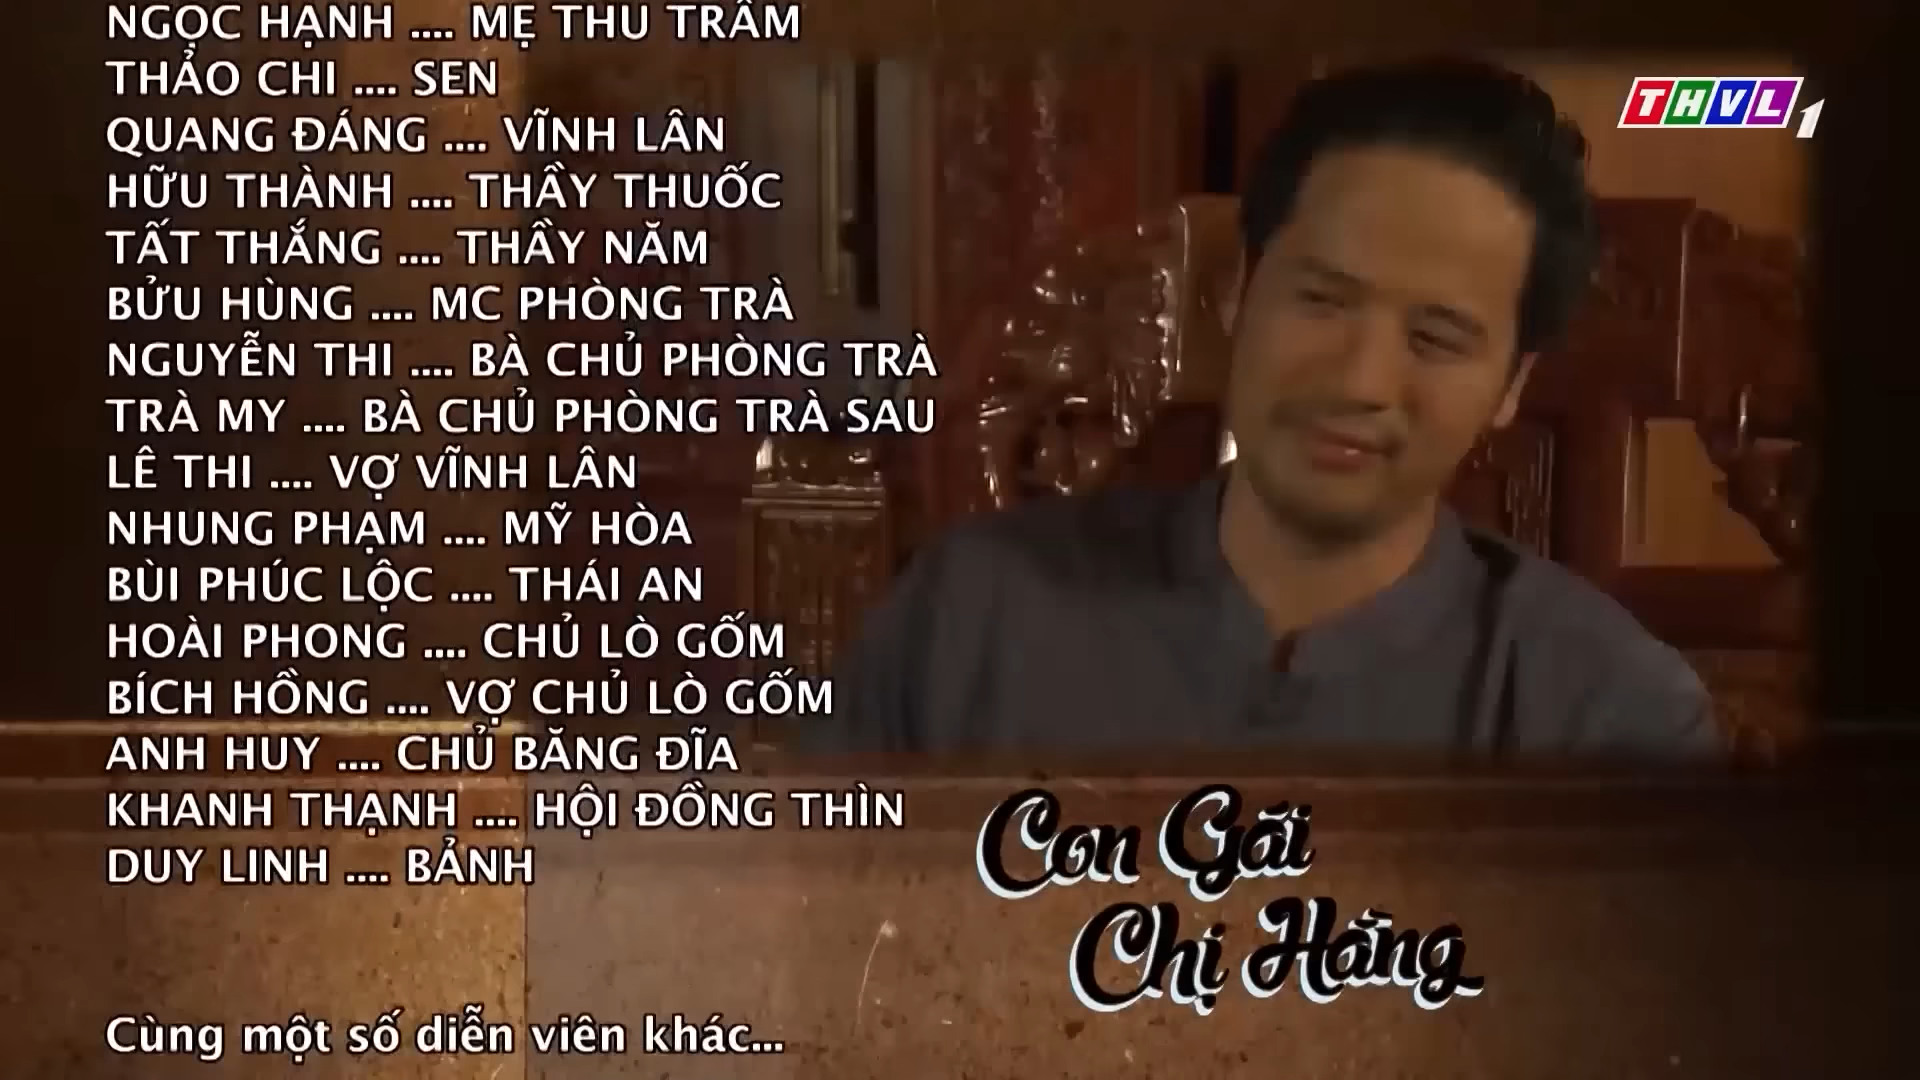 NGỌC HẠNH .... MẸ THU TRÂM
THẢO CHI .... SEN
QUANG ĐÁNG .... VĨNH LÂN
HỮU THÀNH .... THẦY THUỐC
TẤT THẮNG .... THẦY NĂM
BỬU HÙNG .... MC PHÒNG TRÀ
NGUYỄN THI .... BÀ CHỦ PHÒNG TRÀ
TRÀ MY .... BÀ CHỦ PHÒNG TRÀ SAU
LÊ THI .... VỢ VĨNH LÂN
NHUNG PHẠM .... MỸ HÒA
BÙI PHÚC LỘC .... THÁI AN
HOÀI PHONG .... CHỦ LÒ GỐM
BÍCH HỒNG .... VỢ CHỦ LÒ GỐM
ANH HUY .... CHỦ BĂNG ĐĨA
KHANH THẠNH .... HỘI ĐỒNG THÌN
DUY LINH .... BẢNH
Cùng một số diễn viên khác...
THVL1
Con Gái
Chị Hằng